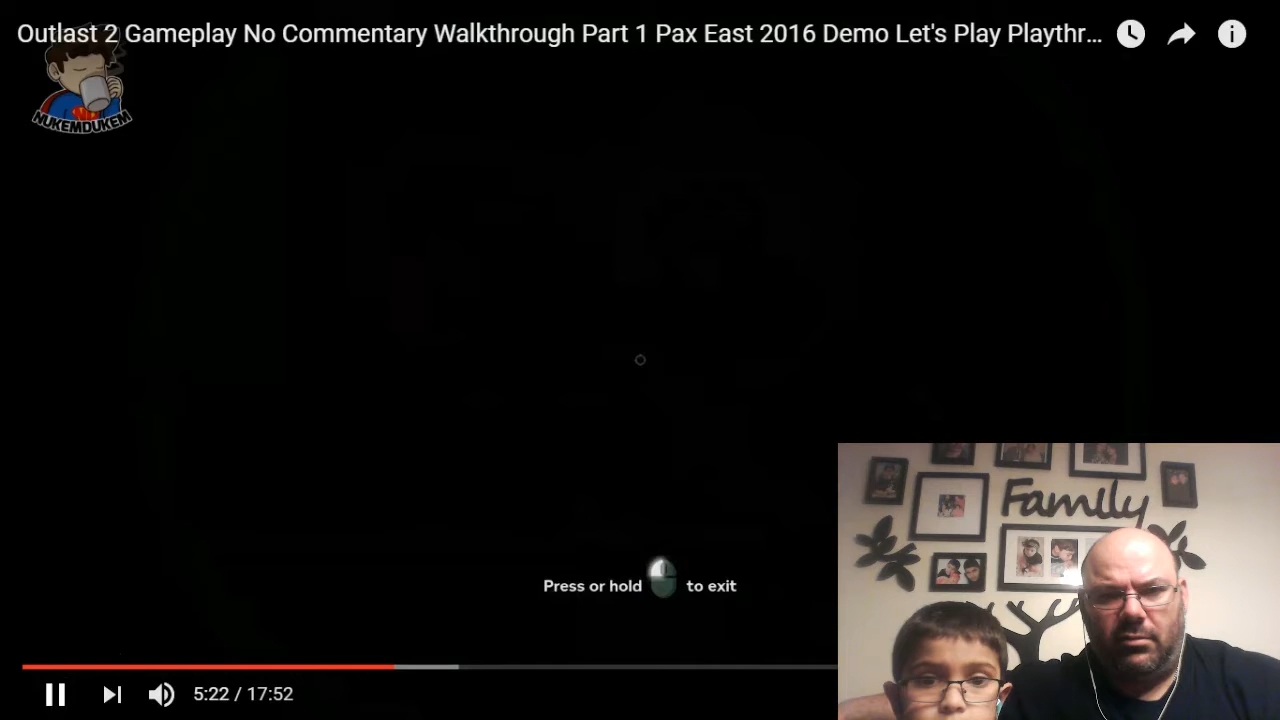 Outlast 2 Gameplay No Commentary Walkthrough Part 1 Pax East 2016 Demo Let's Play Playthr...
NUKEMDUKEM
Family
Press or hold to exit
5:22 / 17:52